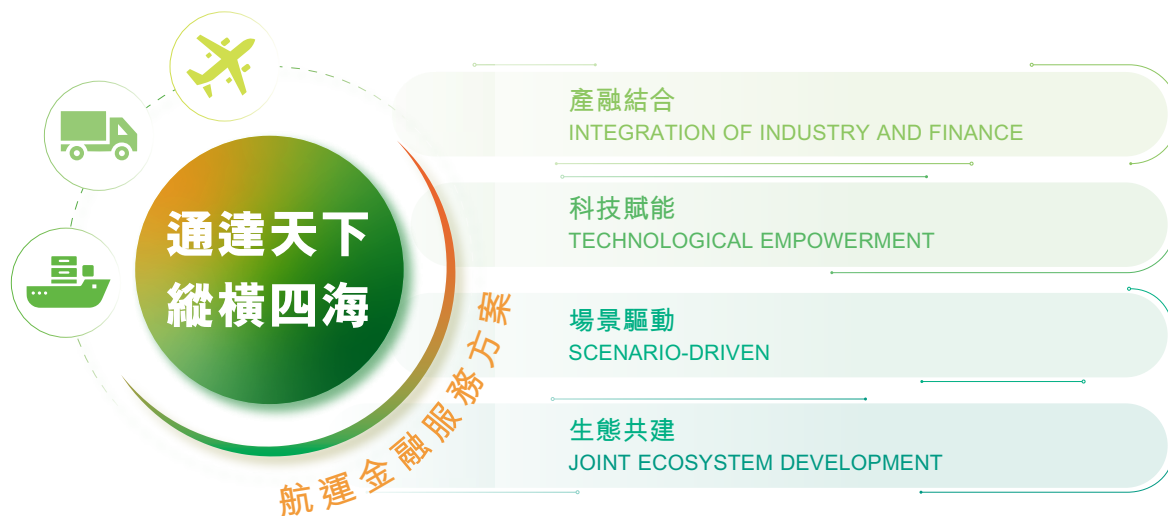 通達天下
縱橫四海
航運金融服務方案
產融結合
INTEGRATION OF INDUSTRY AND FINANCE
科技賦能
TECHNOLOGICAL EMPOWERMENT
場景驅動
SCENARIO-DRIVEN
生態共建
JOINT ECOSYSTEM DEVELOPMENT